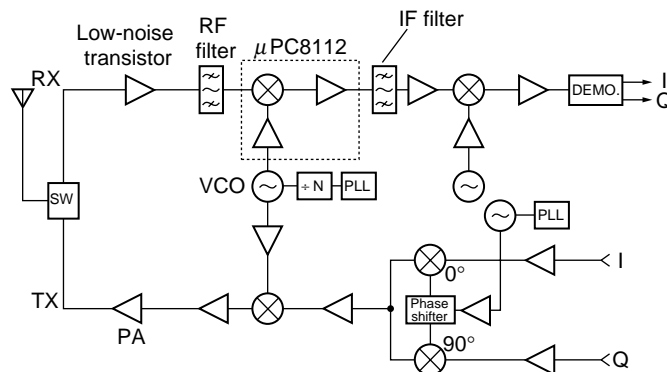 Low-noise
transistor
RF
filter
μPC8112
IF filter
RX
DEMO.
I
Q
SW
VCO
÷ N
PLL
PLL
TX
PA
0°
Phase
shifter
90°
I
Q